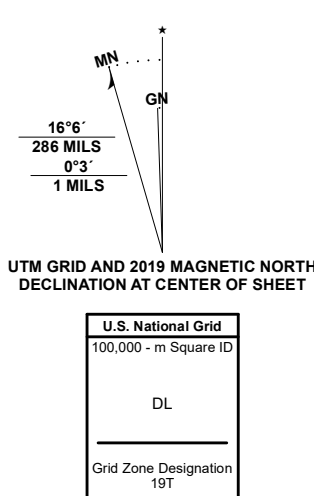 ★
MN
GN
16°6´
286 MILS
0°3´
1 MILS
UTM GRID AND 2019 MAGNETIC NORTH
DECLINATION AT CENTER OF SHEET
U.S. National Grid
100,000 - m Square ID
DL
Grid Zone Designation
19T